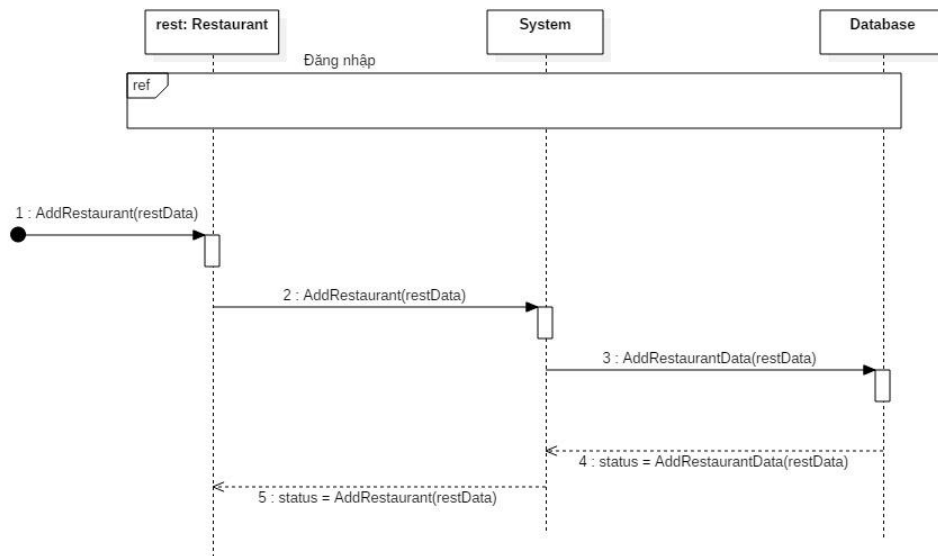 rest: Restaurant
System
Database
Đăng nhập
ref
1 : AddRestaurant(restData)
2 : AddRestaurant(restData)
3 : AddRestaurantData(restData)
4 : status = AddRestaurantData(restData)
5 : status = AddRestaurant(restData)